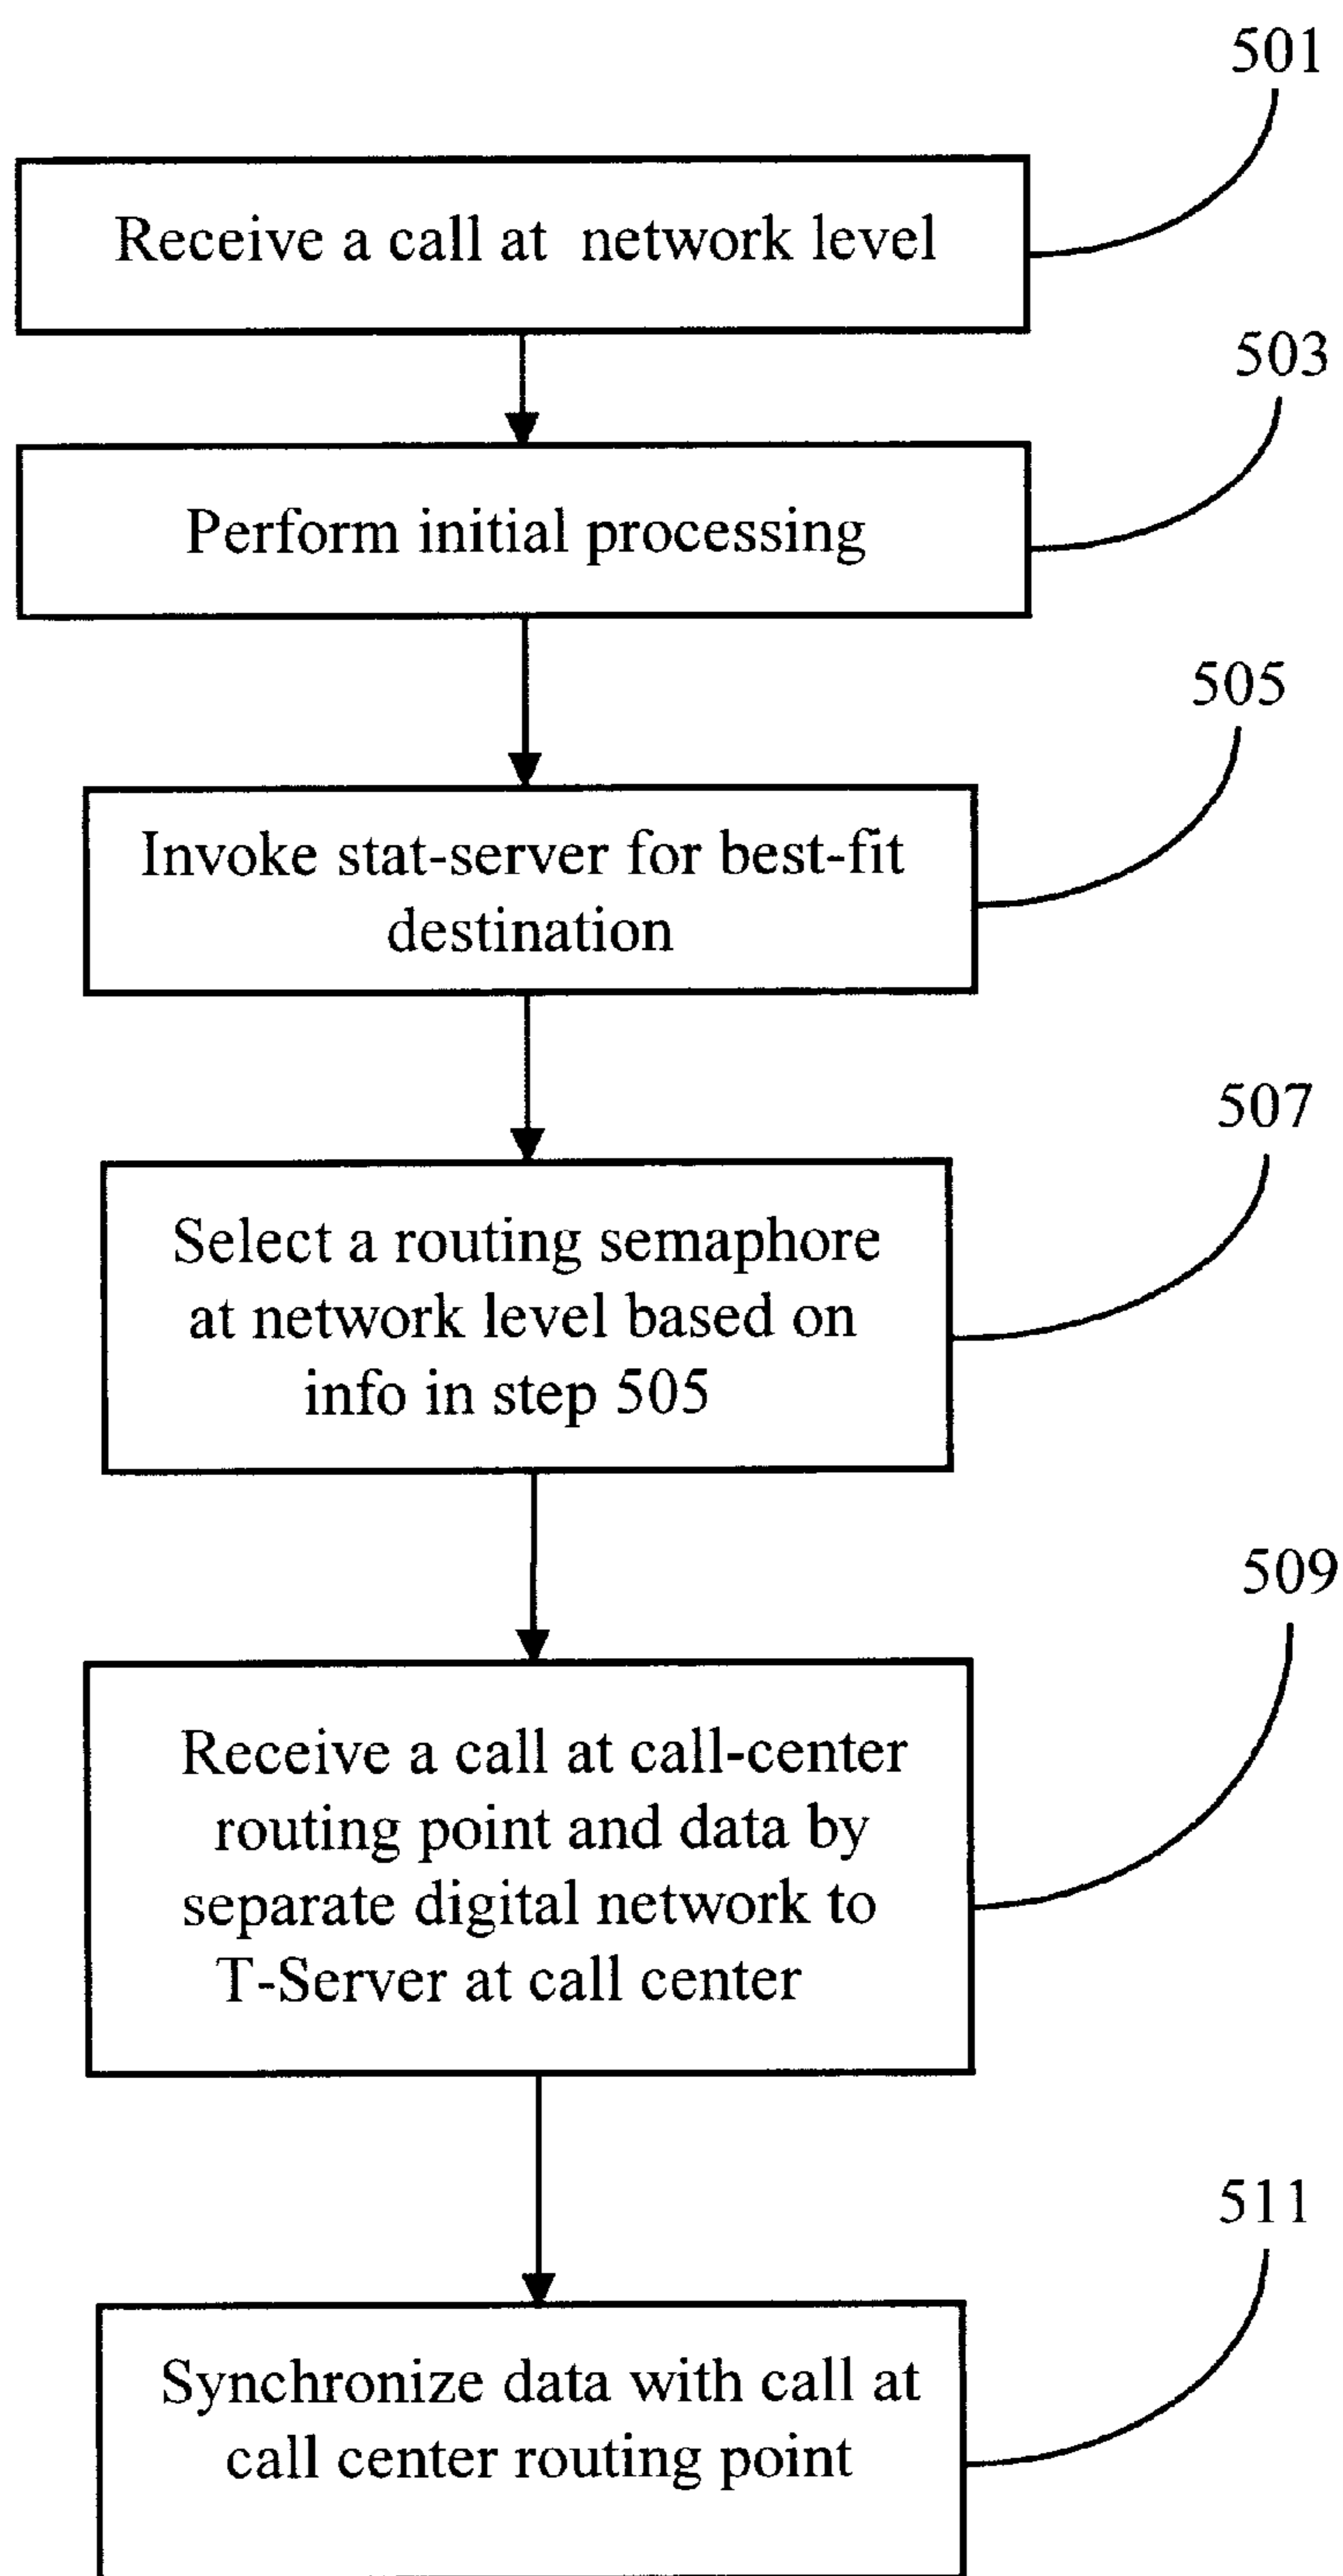 501
Receive a call at network level
503
Perform initial processing
505
Invoke stat-server for best-fit
destination
507
Select a routing semaphore
at network level based on
info in step 505
509
Receive a call at call-center
routing point and data by
separate digital network to
T-Server at call center
511
Synchronize data with call at
call center routing point